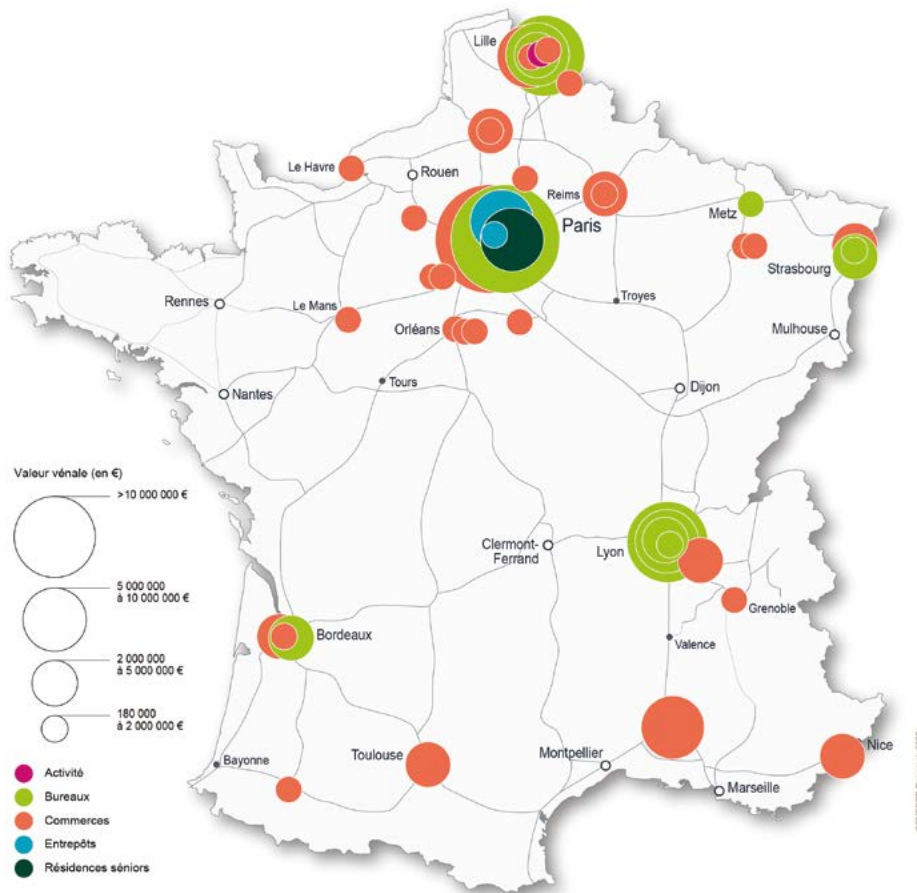 Lille
Le Havre
Rouen
Reims
Metz
Paris
Strasbourg
Troyes
Rennes
Le Mans
Orléans
Mulhouse
Tours
Dijon
Nantes
Valeur vénale (en €)
>10 000 000 €
5 000 000
à 10 000 000 €
2 000 000
à 5 000 000 €
180 000
à 2 000 000 €
Clermont-
Ferrand
Lyon
Grenoble
Bordeaux
Valence
Toulouse
Montpellier
Nice
Bayonne
Marseille
Activité
Bureaux
Commerces
Entrepôts
Résidences séniors